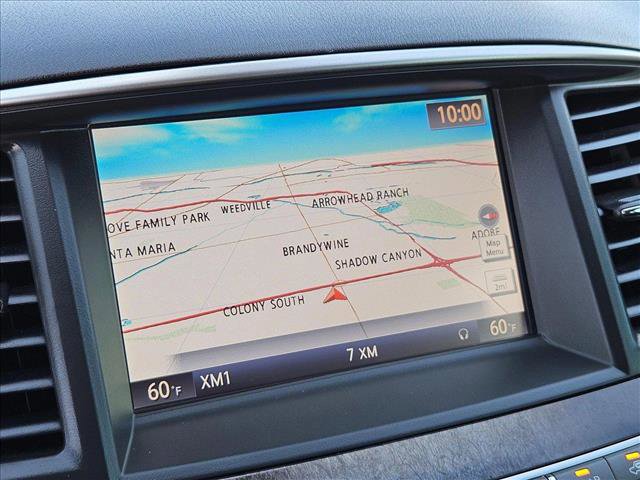 10:00
OVE FAMILY PARK
WEEDVILLE
ARROWHEAD RANCH
NTA MARIA
BRANDYWINE
ADOBE
SHADOW CANYON
Map
Menu
COLONY SOUTH
2mi
60°F
XM1
7 XM
60°F